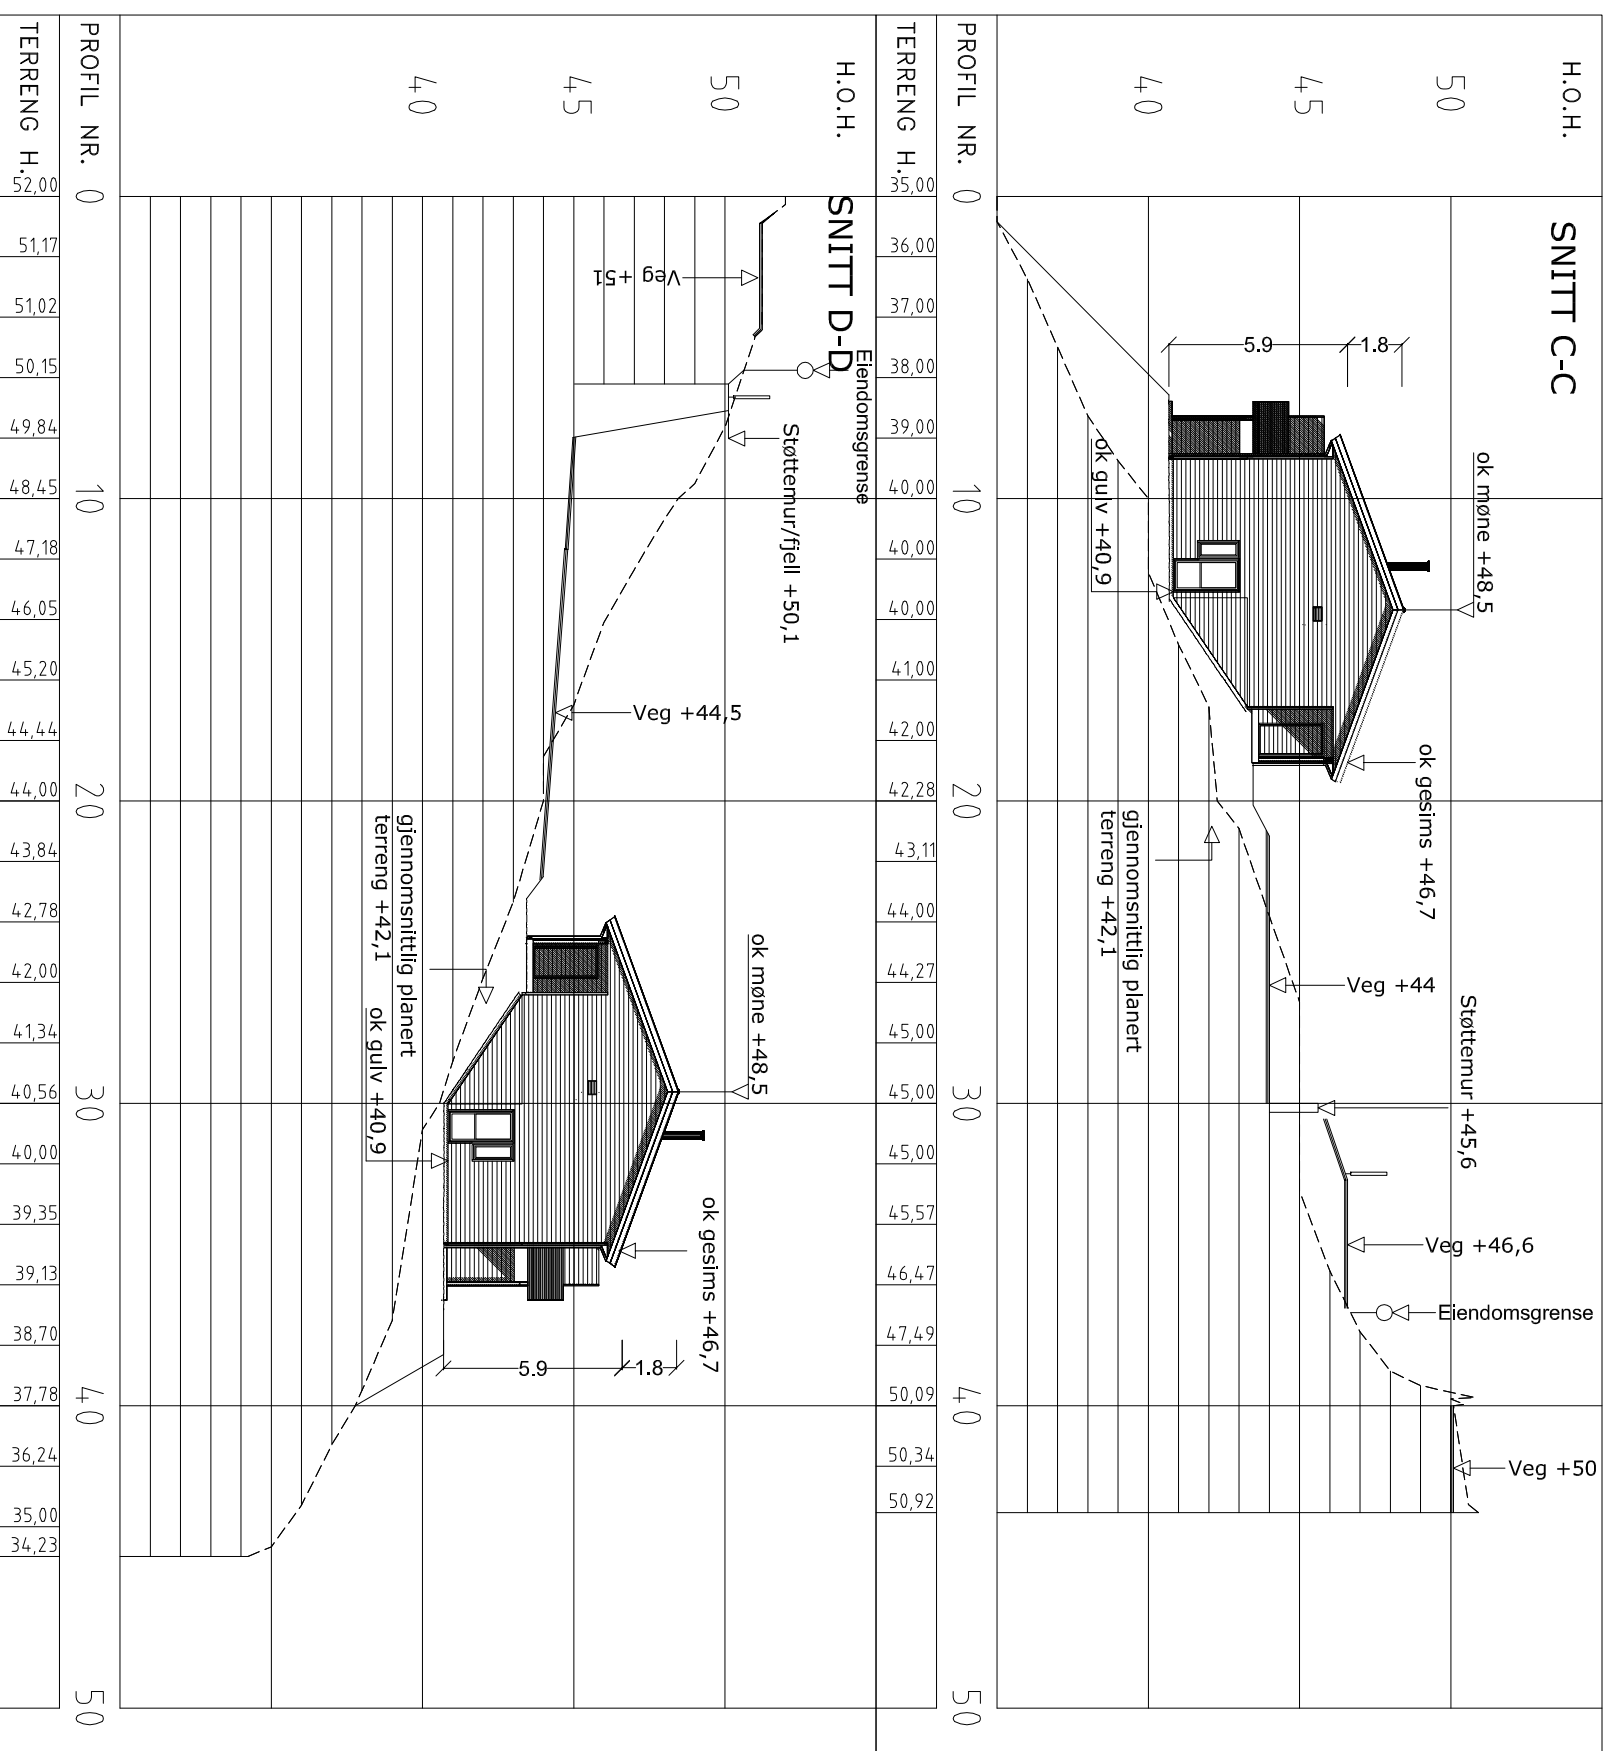 SNITT C-C
H.O.H.
50
45
40
ok møne +48,5
ok gesims +46,7
1.8
5.9
ok gulv +40,9
gjennomsnittlig planert
terreng +42,1
Veg +44
Støttemur +45,6
Veg +46,6
Eiendomsgrense
Veg +50
PROFIL NR.
0
10
20
30
40
50
TERRENG H.
35,00
36,00
37,00
38,00
39,00
40,00
40,00
40,00
41,00
42,00
42,28
43,11
44,00
44,27
45,00
45,00
45,00
45,57
46,47
47,49
50,09
50,34
50,92
SNITT D-D
H.O.H.
50
45
40
Veg +51
Eiendomsgrense
Støttemur/fjell +50,1
Veg +44,5
gjennomsnittlig planert
terreng +42,1
ok gulv +40,9
ok møne +48,5
ok gesims +46,7
5.9
1.8
PROFIL NR.
0
10
20
30
40
50
TERRENG H.
52,00
51,17
51,02
50,15
49,84
48,45
47,18
46,05
45,20
44,44
44,00
43,84
42,78
42,00
41,34
40,56
40,00
39,35
39,13
38,70
37,78
36,24
35,00
34,23